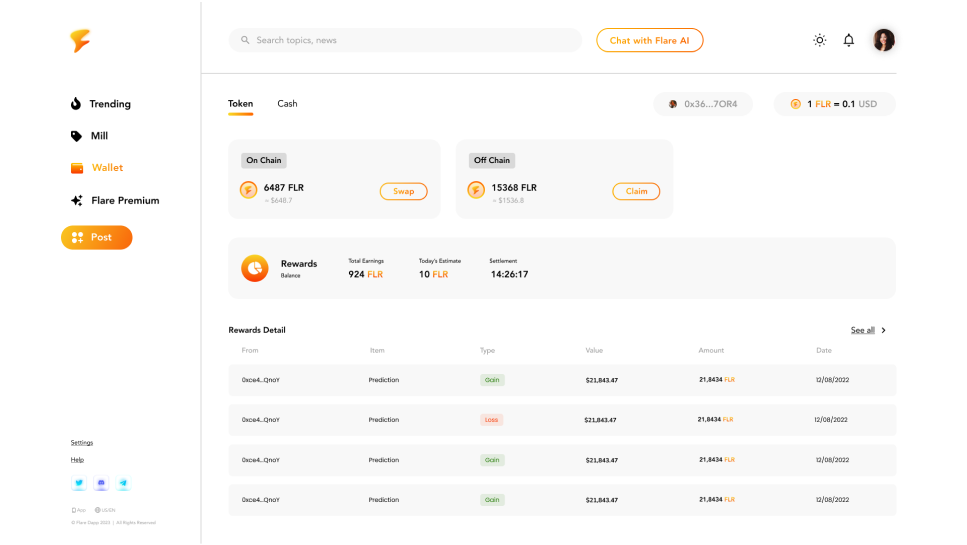 Search topics, news
Chat with Flare AI
Trending
Mill
Wallet
Flare Premium
Post
Settings
Help
App US/EN
© Flare Dapp 2022 | All Rights Reserved
Token Cash
0x36...7OR4
1 FLR = 0.1 USD
On Chain
6487 FLR
≈ $648.7
Swap
Off Chain
15368 FLR
≈ $1536.8
Claim
Rewards
Balance
Total Earnings
924 FLR
Today's Estimate
10 FLR
Settlement
14:26:17
Rewards Detail
See all
From Item Type Value Amount Date
0xce4...QnoY Prediction Gain $21,843.47 21,8434 FLR 12/08/2022
0xce4...QnoY Prediction Loss $21,843.47 21,8434 FLR 12/08/2022
0xce4...QnoY Prediction Gain $21,843.47 21,8434 FLR 12/08/2022
0xce4...QnoY Prediction Gain $21,843.47 21,8434 FLR 12/08/2022